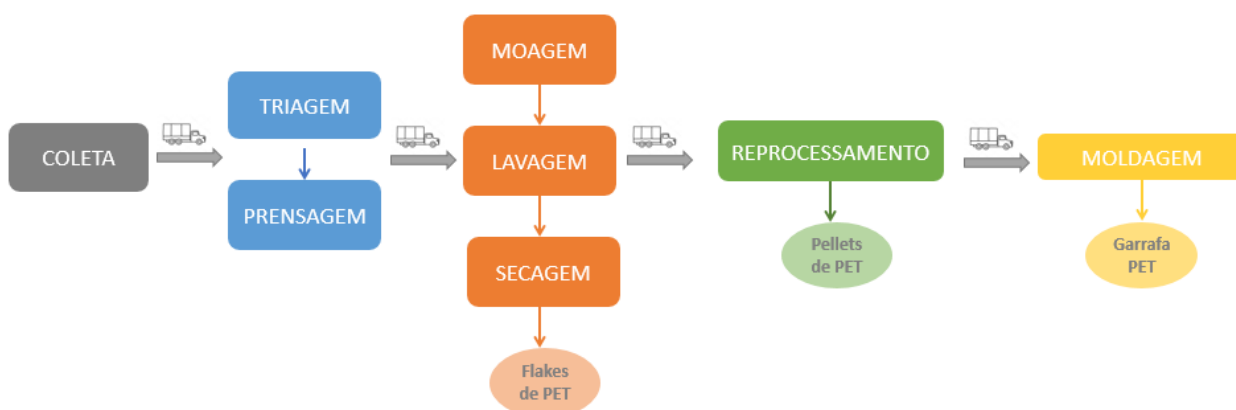 COLETA
TRIAGEM
PRENSAGEM
MOAGEM
LAVAGEM
SECAGEM
Flakes
de PET
REPROCESSAMENTO
Pellets
de PET
MOLDAGEM
Garrafa
PET